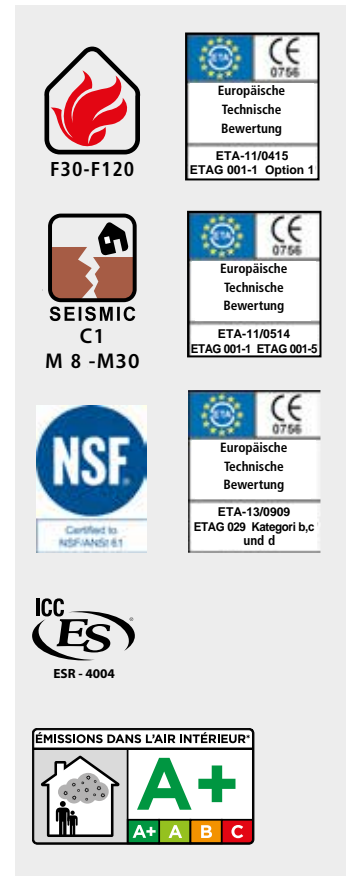 F30-F120
ETA
CE
0756
Europäische
Technische
Bewertung
ETA-11/0415
ETAG 001-1 Option 1
SEISMIC
C1
M 8 -M30
ETA
CE
0756
Europäische
Technische
Bewertung
ETA-11/0514
ETAG 001-1 ETAG 001-5
NSF
Certified to
NSF/ANSI 61
ETA
CE
0756
Europäische
Technische
Bewertung
ETA-13/0909
ETAG 029 Kategori b,c
und d
ICC
ES
ESR - 4004
ÉMISSIONS DANS L'AIR INTÉRIEUR*
A+
A+ A B C